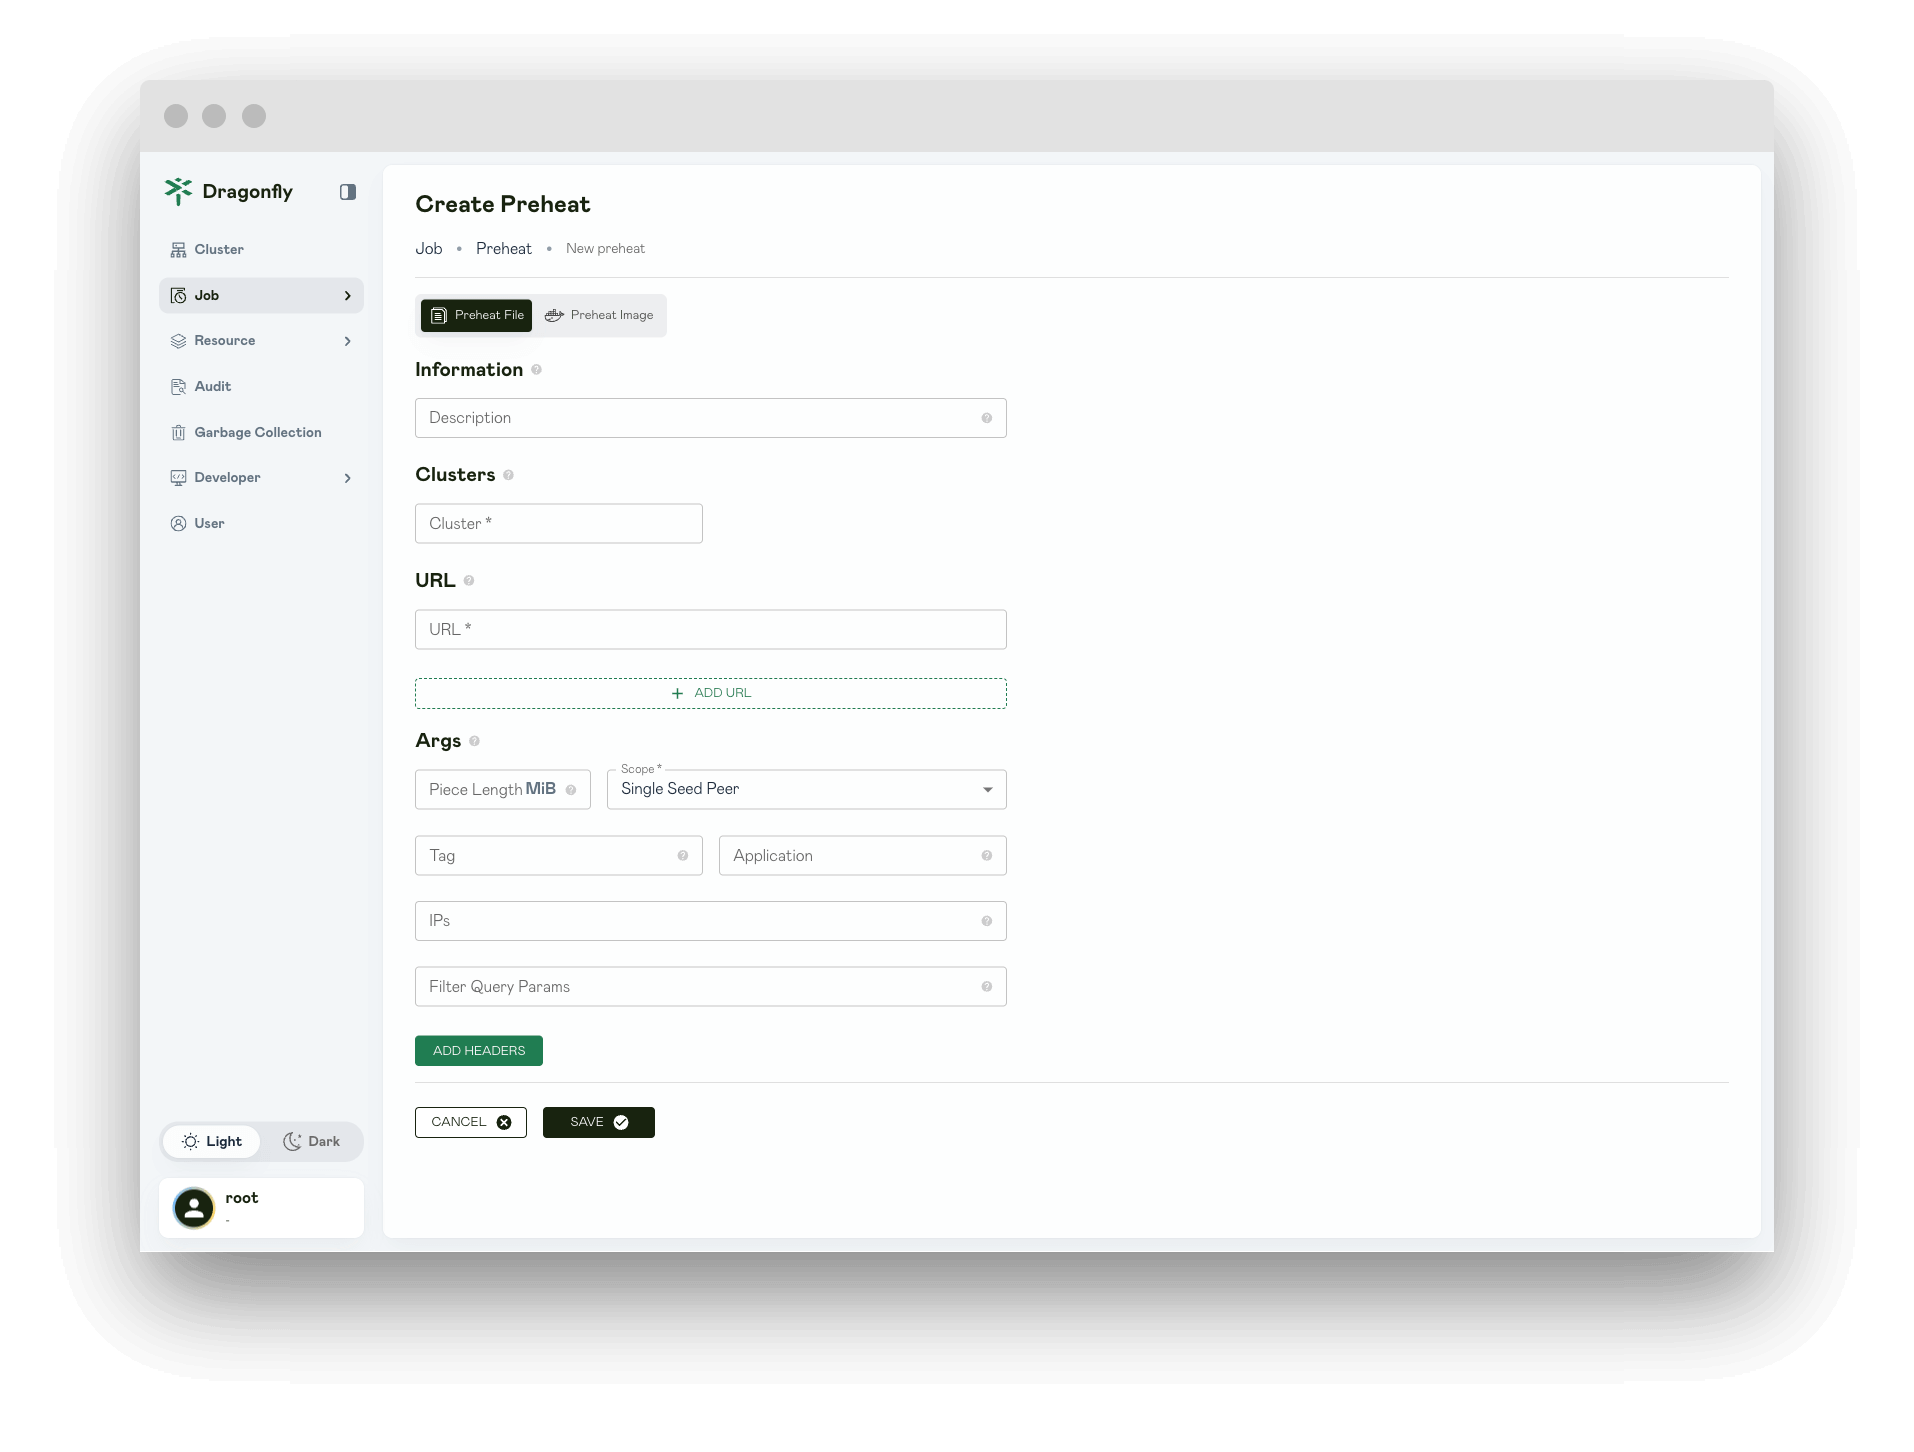 Dragonfly
Cluster
Job
Resource
Audit
Garbage Collection
Developer
User
Light
Dark
root
-
Create Preheat
Job • Preheat • New preheat
Preheat File
Preheat Image
Information
Description
Clusters
Cluster *
URL
URL *
+ ADD URL
Args
Piece Length MiB
Scope *
Single Seed Peer
Tag
Application
IPs
Filter Query Params
ADD HEADERS
CANCEL
SAVE